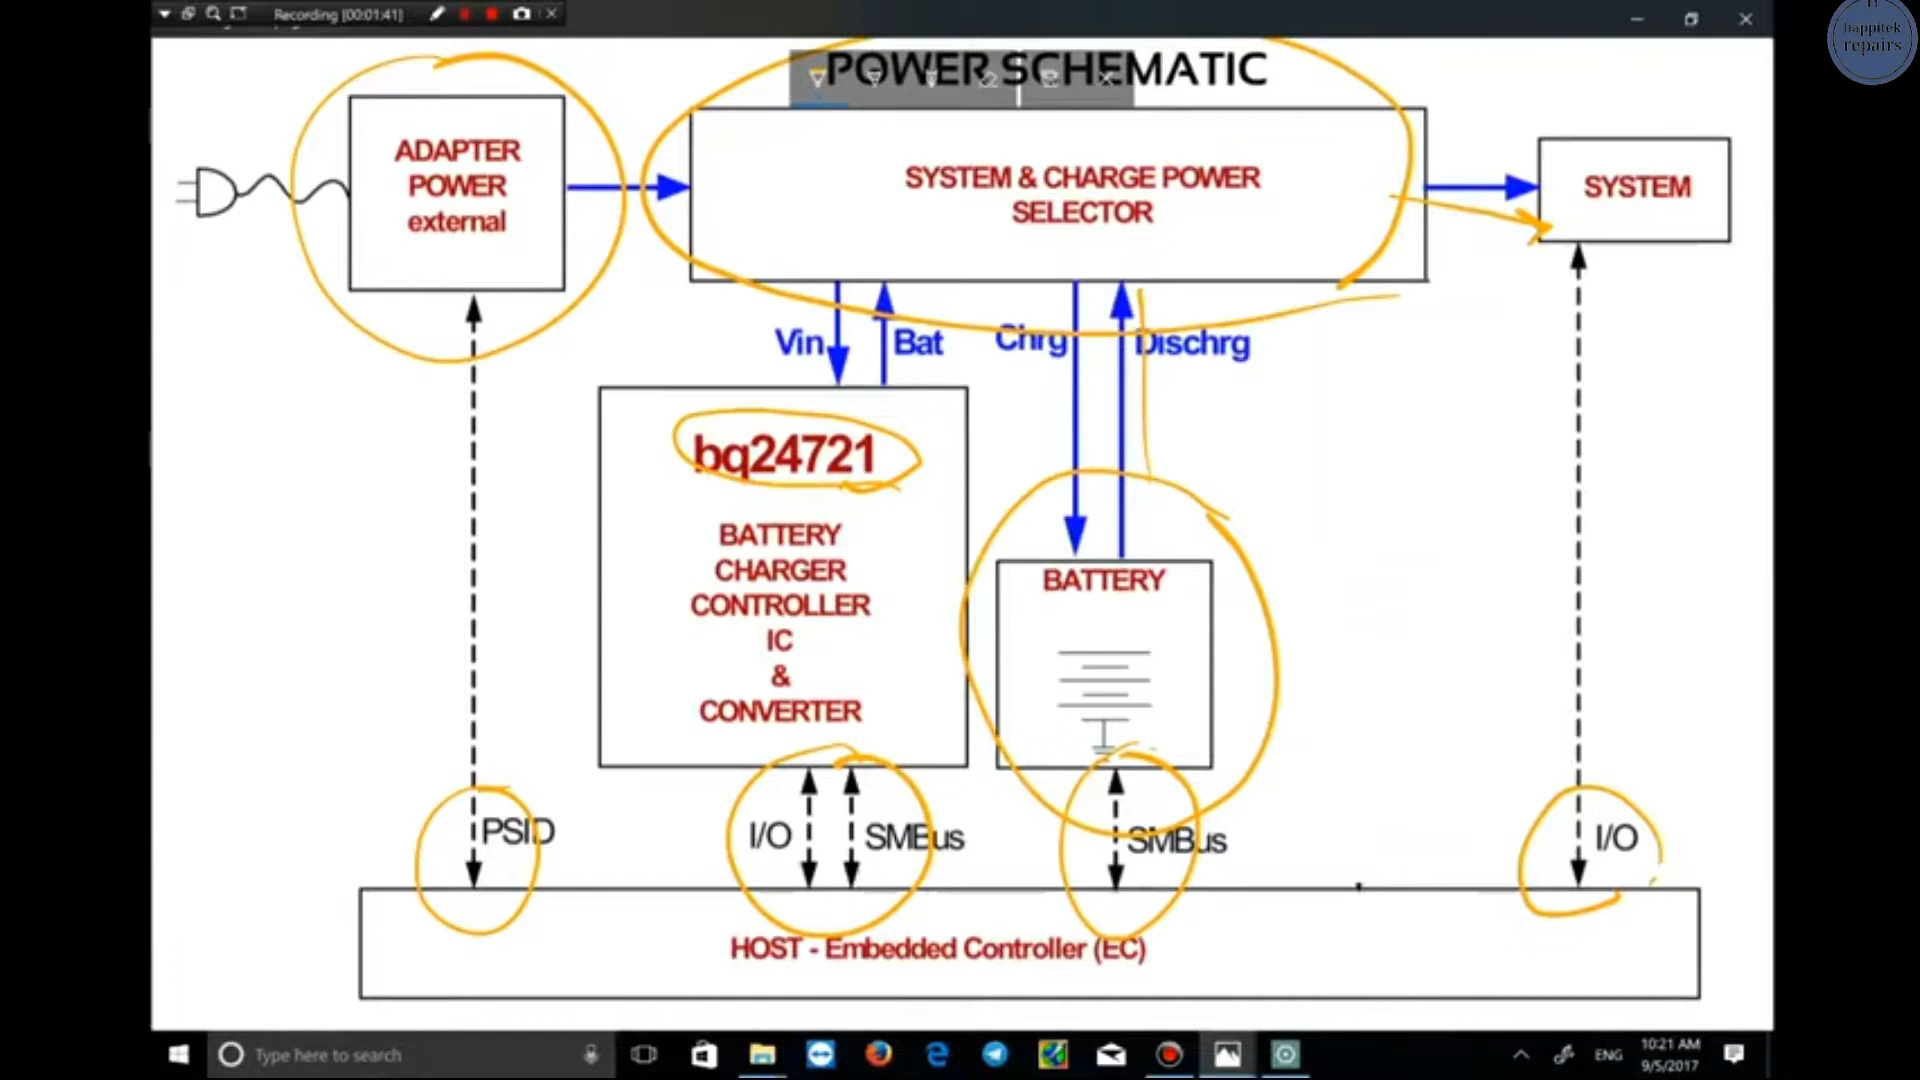 Recording [00:01:41]
happitek
repairs
POWER SCHEMATIC
ADAPTER
POWER
external
SYSTEM & CHARGE POWER
SELECTOR
SYSTEM
Vin
Bat
Chrg
Dischrg
bq24721
BATTERY
CHARGER
CONTROLLER
IC
&
CONVERTER
BATTERY
PSID
I/O
SMBus
SMBus
I/O
HOST - Embedded Controller (EC)
Type here to search
ENG
10:21 AM
9/5/2017